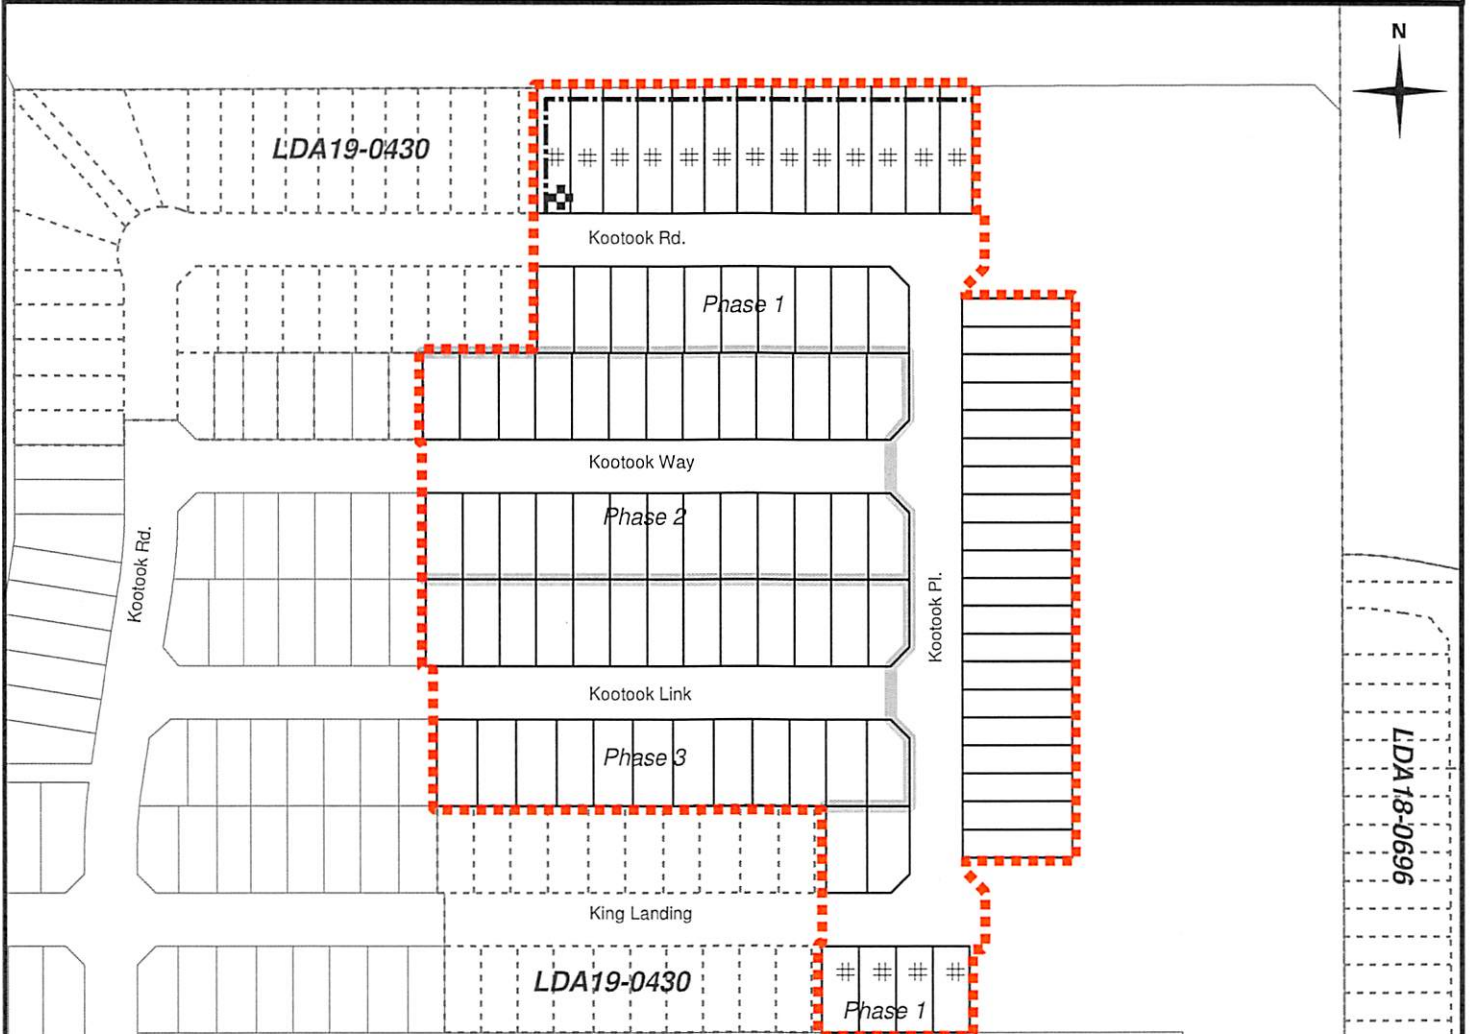 N
LDA19-0430
# # # # # # # # # # # # #
Kootook Rd.
Phase 1
Kootook Way
Phase 2
Kootook Rd.
Kootook Pl.
Kootook Link
Phase 3
LDA18-0696
King Landing
LDA19-0430
# # # #
Phase 1